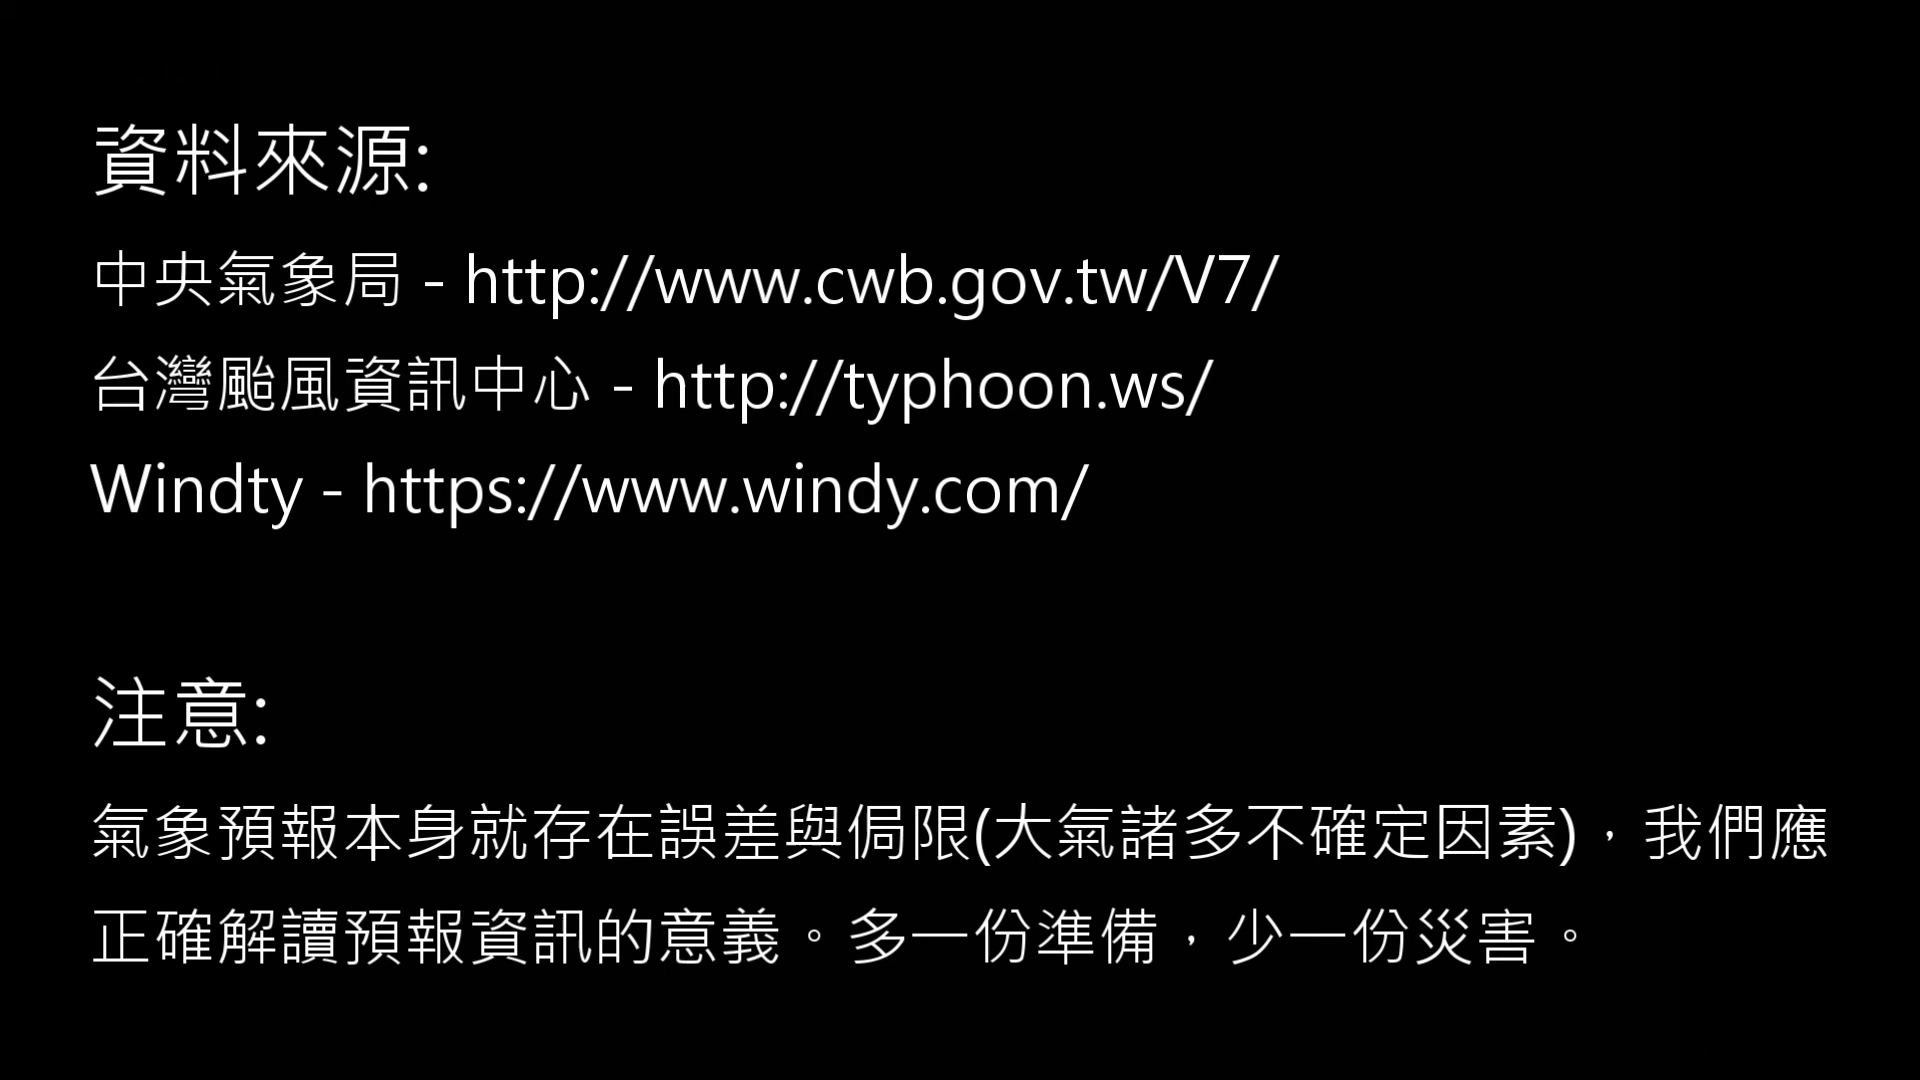 資料來源:
中央氣象局 - http://www.cwb.gov.tw/V7/
台灣颱風資訊中心 - http://typhoon.ws/
Windty - https://www.windy.com/
注意:
氣象預報本身就存在誤差與侷限(大氣諸多不確定因素)，我們應
正確解讀預報資訊的意義。多一份準備，少一份災害。